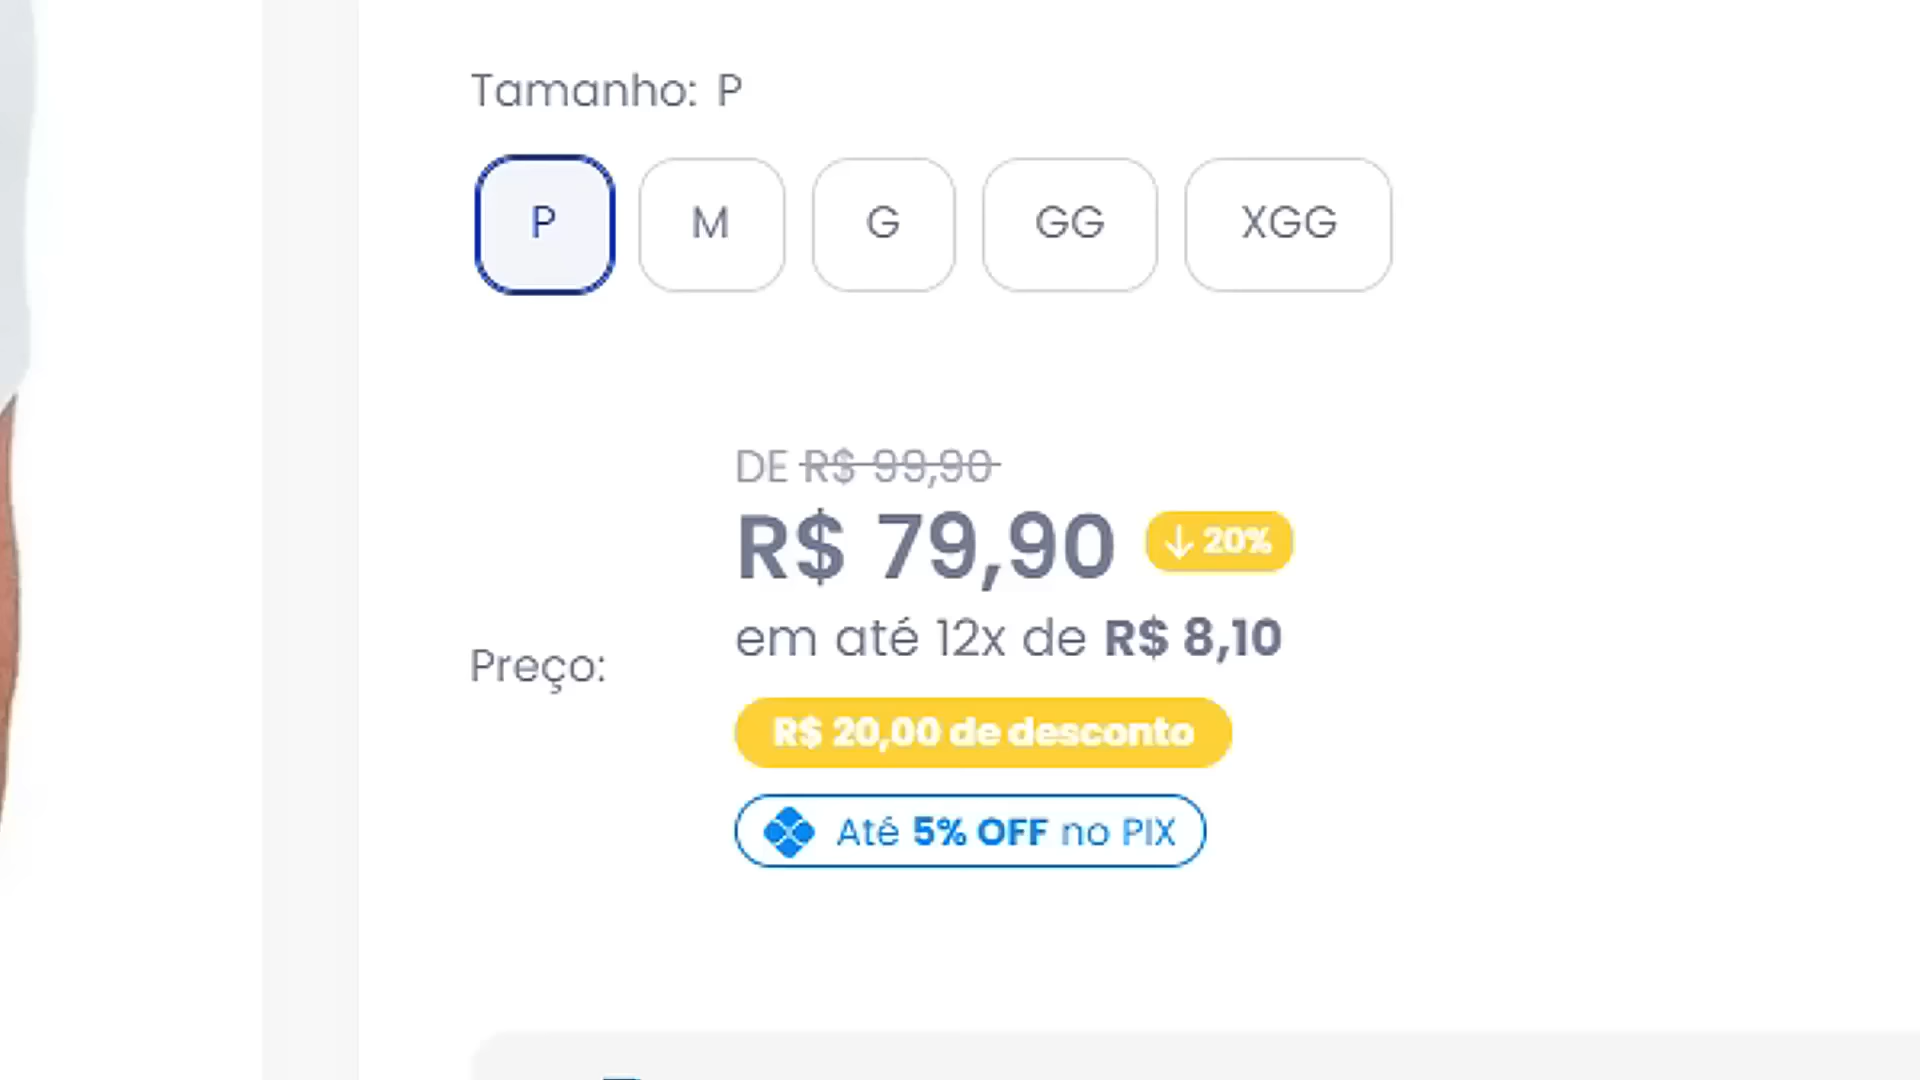 Tamanho: P
P M G GG XGG
DE R$ 99,90
R$ 79,90 ↓ 20%
em até 12x de R$ 8,10
Preço:
R$ 20,00 de desconto
Até 5% OFF no PIX